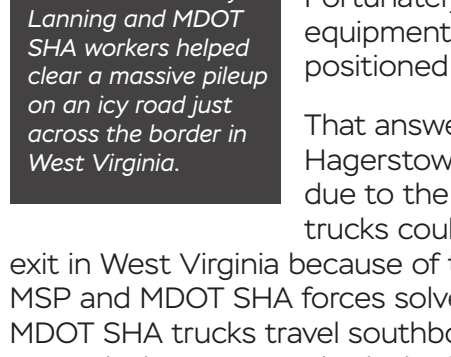 Lanning and MDOT
SHA workers helped
clear a massive pileup
on an icy road just
across the border in
West Virginia.
equipment
positioned
That answe
Hagerstow
due to the
trucks coul
exit in West Virginia because of t
MSP and MDOT SHA forces solve
MDOT SHA trucks travel southbo